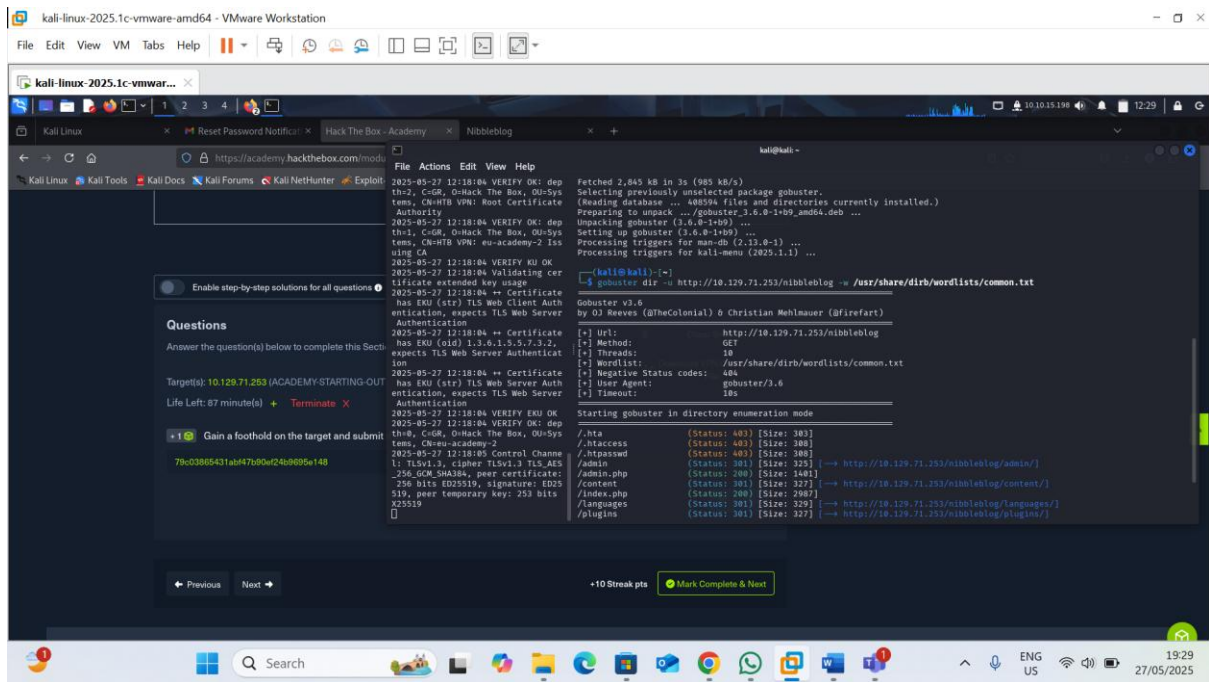 kali-linux-2025.1c-vmware-amd64 - VMware Workstation
File Edit View VM Tabs Help
kali-linux-2025.1c-vmwar...
1 2 3 4
10.10.15.198
12:29
Kali Linux
Reset Password Notificat
Hack The Box - Academy
Nibbleblog
https://academy.hackthebox.com/modu
Kali Linux Kali Tools Kali Docs Kali Forums Kali NetHunter Exploit-
Enable step-by-step solutions for all questions
Questions
Answer the question(s) below to complete this Secti
Target(s): 10.129.71.253 (ACADEMY-STARTING-OUT
Life Left: 87 minute(s) + Terminate X
+ 1 Gain a foothold on the target and submit
79c03865431abf47b90ef24b9695e148
Previous Next
+10 Streak pts
Mark Complete & Next
kali@kali: ~
File Actions Edit View Help
2025-05-27 12:18:04 VERIFY OK: dep
th=2, C=GR, O=Hack The Box, OU=Sys
tems, CN=HTB VPN: Root Certificate
Authority
2025-05-27 12:18:04 VERIFY OK: dep
th=1, C=GR, O=Hack The Box, OU=Sys
tems, CN=HTB VPN: eu-academy-2 Iss
uing CA
2025-05-27 12:18:04 VERIFY KU OK
2025-05-27 12:18:04 Validating cer
tificate extended key usage
2025-05-27 12:18:04 ++ Certificate
has EKU (str) TLS Web Client Auth
entication, expects TLS Web Server
Authentication
2025-05-27 12:18:04 ++ Certificate
has EKU (oid) 1.3.6.1.5.5.7.3.2,
expects TLS Web Server Authenticat
ion
2025-05-27 12:18:04 ++ Certificate
has EKU (str) TLS Web Server Auth
entication, expects TLS Web Server
Authentication
2025-05-27 12:18:04 VERIFY EKU OK
2025-05-27 12:18:04 VERIFY OK: dep
th=0, C=GR, O=Hack The Box, OU=Sys
tems, CN=eu-academy-2
2025-05-27 12:18:05 Control Channe
l: TLSv1.3, cipher TLSv1.3 TLS_AES
_256_GCM_SHA384, peer certificate:
256 bits ED25519, signature: ED25
519, peer temporary key: 253 bits
X25519
Fetched 2,845 kB in 3s (985 kB/s)
Selecting previously unselected package gobuster.
(Reading database ... 408594 files and directories currently installed.)
Preparing to unpack .../gobuster_3.6.0-1+b9_amd64.deb ...
Unpacking gobuster (3.6.0-1+b9) ...
Setting up gobuster (3.6.0-1+b9) ...
Processing triggers for man-db (2.13.0-1) ...
Processing triggers for kali-menu (2025.1.1) ...
(kali㉿kali)-[~]
$ gobuster dir -u http://10.129.71.253/nibbleblog -w /usr/share/dirb/wordlists/common.txt
Gobuster v3.6
by OJ Reeves (@TheColonial) & Christian Mehlmauer (@firefart)
[+] Url: http://10.129.71.253/nibbleblog
[+] Method: GET
[+] Threads: 10
[+] Wordlist: /usr/share/dirb/wordlists/common.txt
[+] Negative Status codes: 404
[+] User Agent: gobuster/3.6
[+] Timeout: 10s
Starting gobuster in directory enumeration mode
/.hta (Status: 403) [Size: 303]
/.htaccess (Status: 403) [Size: 308]
/.htpasswd (Status: 403) [Size: 308]
/admin (Status: 301) [Size: 325] [--> http://10.129.71.253/nibbleblog/admin/]
/admin.php (Status: 200) [Size: 1401]
/content (Status: 301) [Size: 327] [--> http://10.129.71.253/nibbleblog/content/]
/index.php (Status: 200) [Size: 2987]
/languages (Status: 301) [Size: 329] [--> http://10.129.71.253/nibbleblog/languages/]
/plugins (Status: 301) [Size: 327] [--> http://10.129.71.253/nibbleblog/plugins/]
Search
ENG
US
19:29
27/05/2025